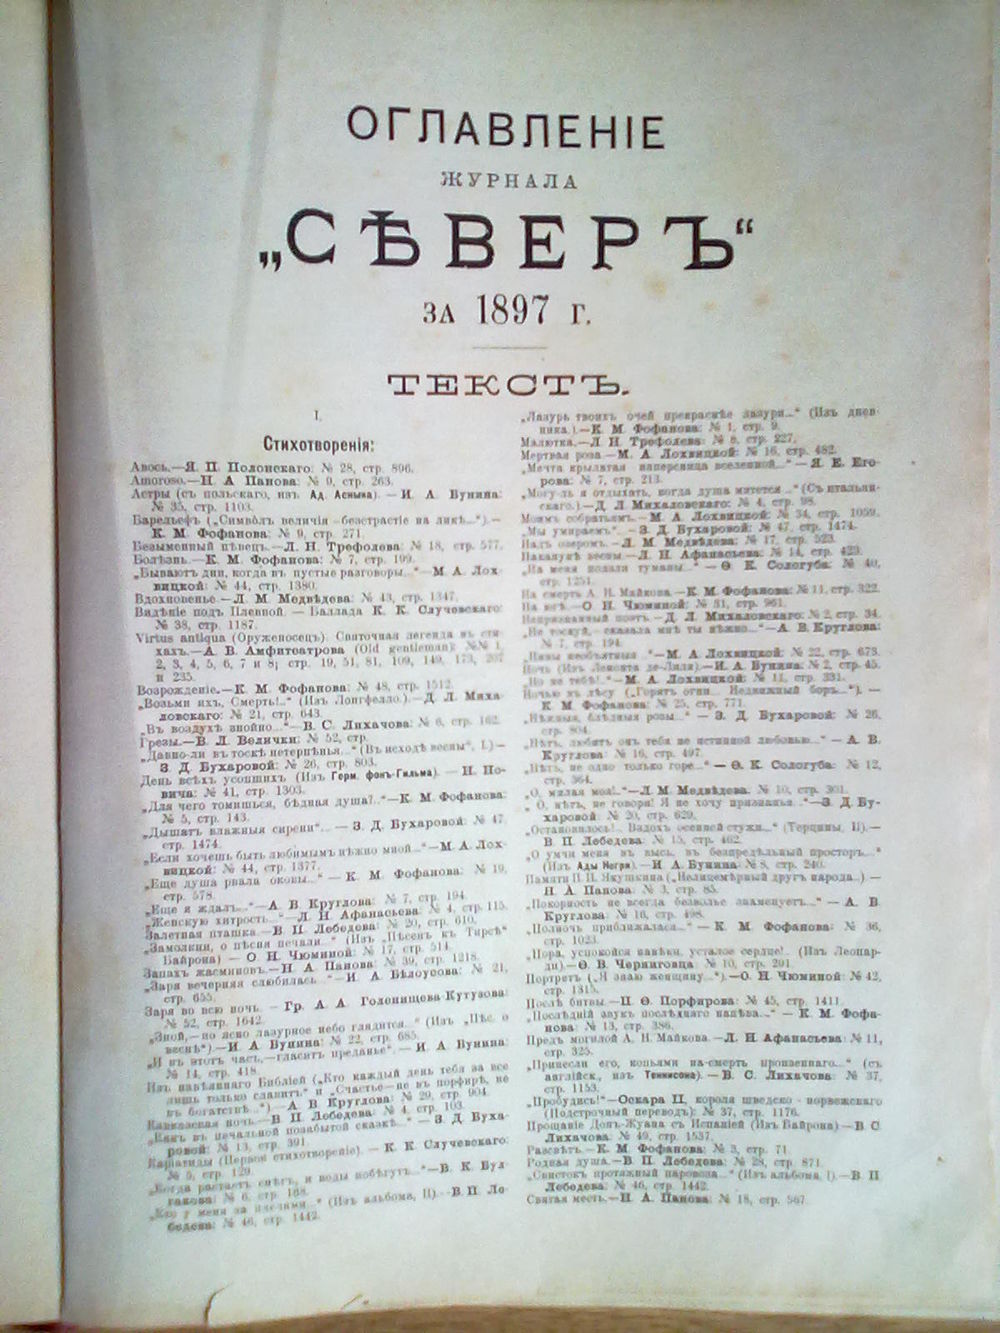 ОГЛАВЛЕНІЕ
ЖУРНАЛА
„СѢВЕРЪ“
ЗА 1897 Г.
ТЕКСТЪ.
I.
Стихотворенія:
Авось.—Я. П. Полонскаго: № 28, стр. 896.
Amoroso.—Н. А. Панова: № 9, стр. 263.
Астры (съ польскаго, изъ Ад. Асныка) — И. А. Бунина:
№ 35, стр. 1103.
Барельефъ („Символъ величія—безстрастіе на ликѣ...“).—
К. М. Фофанова: № 9, стр. 271.
Безыменный пѣвецъ.—Л. Н. Трефолева: № 18, стр. 577.
Болѣзнь.—К. М. Фофанова: № 7, стр. 199.
„Бываютъ дни, когда въ пустые разговоры...“—М. А. Лох-
вицкой: № 44, стр. 1380.
Вдохновенье—Л. М. Медвѣдева: № 43, стр. 1347.
Видѣніе подъ Плевной — Баллада К. К. Случевскаго:
№ 38, стр. 1187.
Virtus antiqua (Оруженосецъ). Святочная легенда въ сти-
хахъ.—А. В. Амфитеатрова (Old gentleman): №№ 1,
2, 3, 4, 5, 6, 7 и 8; стр. 19, 51, 81, 109, 149, 173, 207
и 235.
Возрожденіе.—К. М. Фофанова: № 48, стр. 1512.
„Возьми ихъ, Смерть!..“ (Изъ Лонгфелло).—Д. Л. Миха-
ловскаго: № 21, стр. 643.
„Въ воздухѣ знойно...“—В. С. Лихачова: № 6, стр. 162.
Грезы.—В. Л. Велички: № 52, стр.
„Давно-ли въ тоскѣ нетерпѣнья...“ (Въ исходѣ весны“, I.)—
З. Д. Бухаровой: № 26, стр. 803.
День всѣхъ усопшихъ (Изъ Герм. фонъ-Гильма). — И. По-
вича: № 41, стр. 1303.
„Для чего томишься, бѣдная душа?..“—К. М. Фофанова:
№ 5, стр. 143.
„Дышатъ влажныя сирени“... — З. Д. Бухаровой: № 47,
стр. 1474.
„Если хочешь быть любимымъ нѣжно мной...“—М. А. Лох-
вицкой: № 44, стр. 1377.
„Еще душа рвала оковы...“ — К. М. Фофанова: № 19,
стр. 578.
„Еще я ждалъ...“—А. В. Круглова: № 7, стр. 194.
„Женскую хитрость...“—Л. Н. Афанасьева: № 4, стр. 115.
Залетная пташка—В. П. Лебедева: № 20, стр. 610.
„Замолкни, о пѣсня печали...“ (Изъ „Пѣсенъ къ Тирсѣ“
Байрона) — О. Н. Чюминой: № 17, стр. 514.
Запахъ жасминовъ.—Н. А. Панова: № 39, стр. 1218.
„Заря вечерняя слюбилась...“—И. А. Бѣлоусова: № 21,
стр. 655.
Заря во всю ночь. — Гр. А. А. Голенищева-Кутузова:
№ 52, стр. 1642.
„Зной,—но ясно лазурное небо глядится...“ (Изъ „Пѣс. о
веснѣ“).—И. А. Бунина: № 22, стр. 685.
„И въ этотъ часъ,—гласитъ преданье“.—И. А. Бунина:
№ 14, стр. 418.
Изъ навѣяннаго Библіей („Кто каждый день тебя за все
лишь только славитъ“ и „Счастье—не въ порфирѣ, не
въ богатствѣ...“)—А. В. Круглова: № 29, стр. 904.
Кавказская ночь.—В. П. Лебедева: № 4, стр. 103.
„Какъ въ печальной позабытой сказкѣ...“ — З. Д. Буха-
ровой: № 13, стр. 391.
Каріатиды (Первое стихотвореніе). — К. К. Случевскаго:
№ 5, стр. 129.
„Когда растаетъ снѣгъ, и воды побѣгутъ...“—В. К. Бул-
гакова: № 6, стр. 168.
„Кто у меня за плечами...“ (Изъ альбома, II).—В. П. Ле-
бедева: № 46, стр. 1442.
„Лазурь твоихъ очей прекраснѣе лазури...“ (Изъ днев-
ника).—К. М. Фофанова: № 1, стр. 9.
Малютка.—Л. Н. Трефолева: № 8, стр. 227.
Мертвая роза—М. А. Лохвицкой: № 16, стр. 482.
„Мечта крылатая—наперсница вселенной...“—Я. Е. Его-
рова: № 7, стр. 213.
„Могу-ль я отдыхать, когда душа мятется...“ (Съ итальян-
скаго.)—Д. Л. Михаловскаго: № 4, стр. 98.
Моимъ собратьямъ.—М. А. Лохвицкой: № 34, стр. 1059.
„Мы умираемъ“.—З. Д. Бухаровой: № 47, стр. 1474.
Надъ озеромъ.—Л. М. Медвѣдева: № 17, стр. 523.
Наканунѣ весны—Л. Н. Афанасьева: № 14, стр. 423.
„На меня ползли туманы...“ — Ѳ. К. Сологуба: № 40,
стр. 1251.
На смерть А. Н. Майкова.—К. М. Фофанова: № 11, стр. 322.
На югѣ.—О. Н. Чюминой: № 31, стр. 961.
Непризнанный поэтъ—Д. Л. Михаловскаго: № 2, стр. 34.
„Не тоскуй,—сказала мнѣ ты нѣжно...“—А. В. Круглова:
№ 7, стр. 194.
„Нивы необъятныя...“—М. А. Лохвицкой: № 22, стр. 673.
Ночь (Изъ Леконта де-Лиля).—И. А. Бунина: № 2, стр. 45.
„Но не тебѣ!“—М. А. Лохвицкой: № 11, стр. 331.
Ночью въ лѣсу („Горятъ огни... Недвижный боръ...“).—
К. М. Фофанова: № 25, стр. 771.
„Нѣжныя, блѣдныя розы...“ — З. Д. Бухаровой: № 26,
стр. 804.
„Нѣтъ, любить онъ тебя не истинной любовью...“ — А. В.
Круглова: № 16, стр. 497.
„Нѣтъ, не одно только горе...“ — Ѳ. К. Сологуба: № 12,
стр. 364.
„О, милая моя!..“—Л. М. Медвѣдева: № 10, стр. 301.
„О, нѣтъ, не говори! Я не хочу признанья...“—З. Д. Бу-
харовой: № 20, стр. 629.
„Остановилось!.. Вздохъ осенней стужи...“ (Терцины, II).—
В. П. Лебедева: № 15, стр. 462.
„О умчи меня въ высь, въ безпредѣльный просторъ...“
(Изъ Ады Негри).—И. А. Бунина: № 8, стр. 240.
Памяти П. И. Якушкина („Нелицемѣрный другъ народа...)—
Н. А. Панова: № 3, стр. 85.
„Покорность не всегда безволье знаменуетъ...“ — А. В.
Круглова: № 16, стр. 498.
„Полночь приближалася...“ — К. М. Фофанова: № 36,
стр. 1023.
„Пора, успокойся навѣки, усталое сердце!.. (Изъ Леопар-
ди).—Ѳ. В. Черниговца: № 10, стр. 291.
Портретъ („Я знаю женщину...“).—О. Н. Чюминой: № 42,
стр. 1315.
Послѣ битвы.—П. Ѳ. Порфирова: № 45, стр. 1411.
„Послѣдній звукъ послѣдняго напѣва...“ — К. М. Фофа-
нова: № 13, стр. 386.
Предъ могилой А. Н. Майкова.—Л. Н. Афанасьева: № 11,
стр. 325.
„Принесли его, копьями на-смерть пронзеннаго...“ (съ
англійск., изъ Теннисона).—В. С. Лихачова: № 37,
стр. 1153.
„Пробудись!“—Оскара II, короля шведско-норвежскаго
(Подстрочный переводъ): № 37, стр. 1176.
Прощаніе Донъ-Жуана съ Испаніей (Изъ Байрона)—В. С.
Лихачова: № 49, стр. 1537.
Разсвѣтъ.—К. М. Фофанова: № 3, стр. 71.
Родная душа.—В. П. Лебедева: № 28, стр. 871.
„Свистокъ протяжный паровоза...“ (Изъ альбома, I).—В. П.
Лебедева: № 46, стр. 1442.
Святая месть.—Н. А. Панова: № 18, стр. 567.